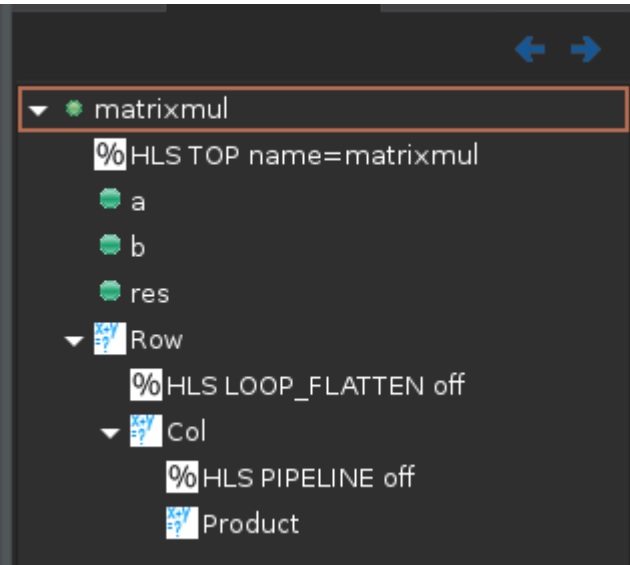 matrixmul
% HLS TOP name=matrixmul
a
b
res
x+y=? Row
% HLS LOOP_FLATTEN off
x+y=? Col
% HLS PIPELINE off
x+y=? Product